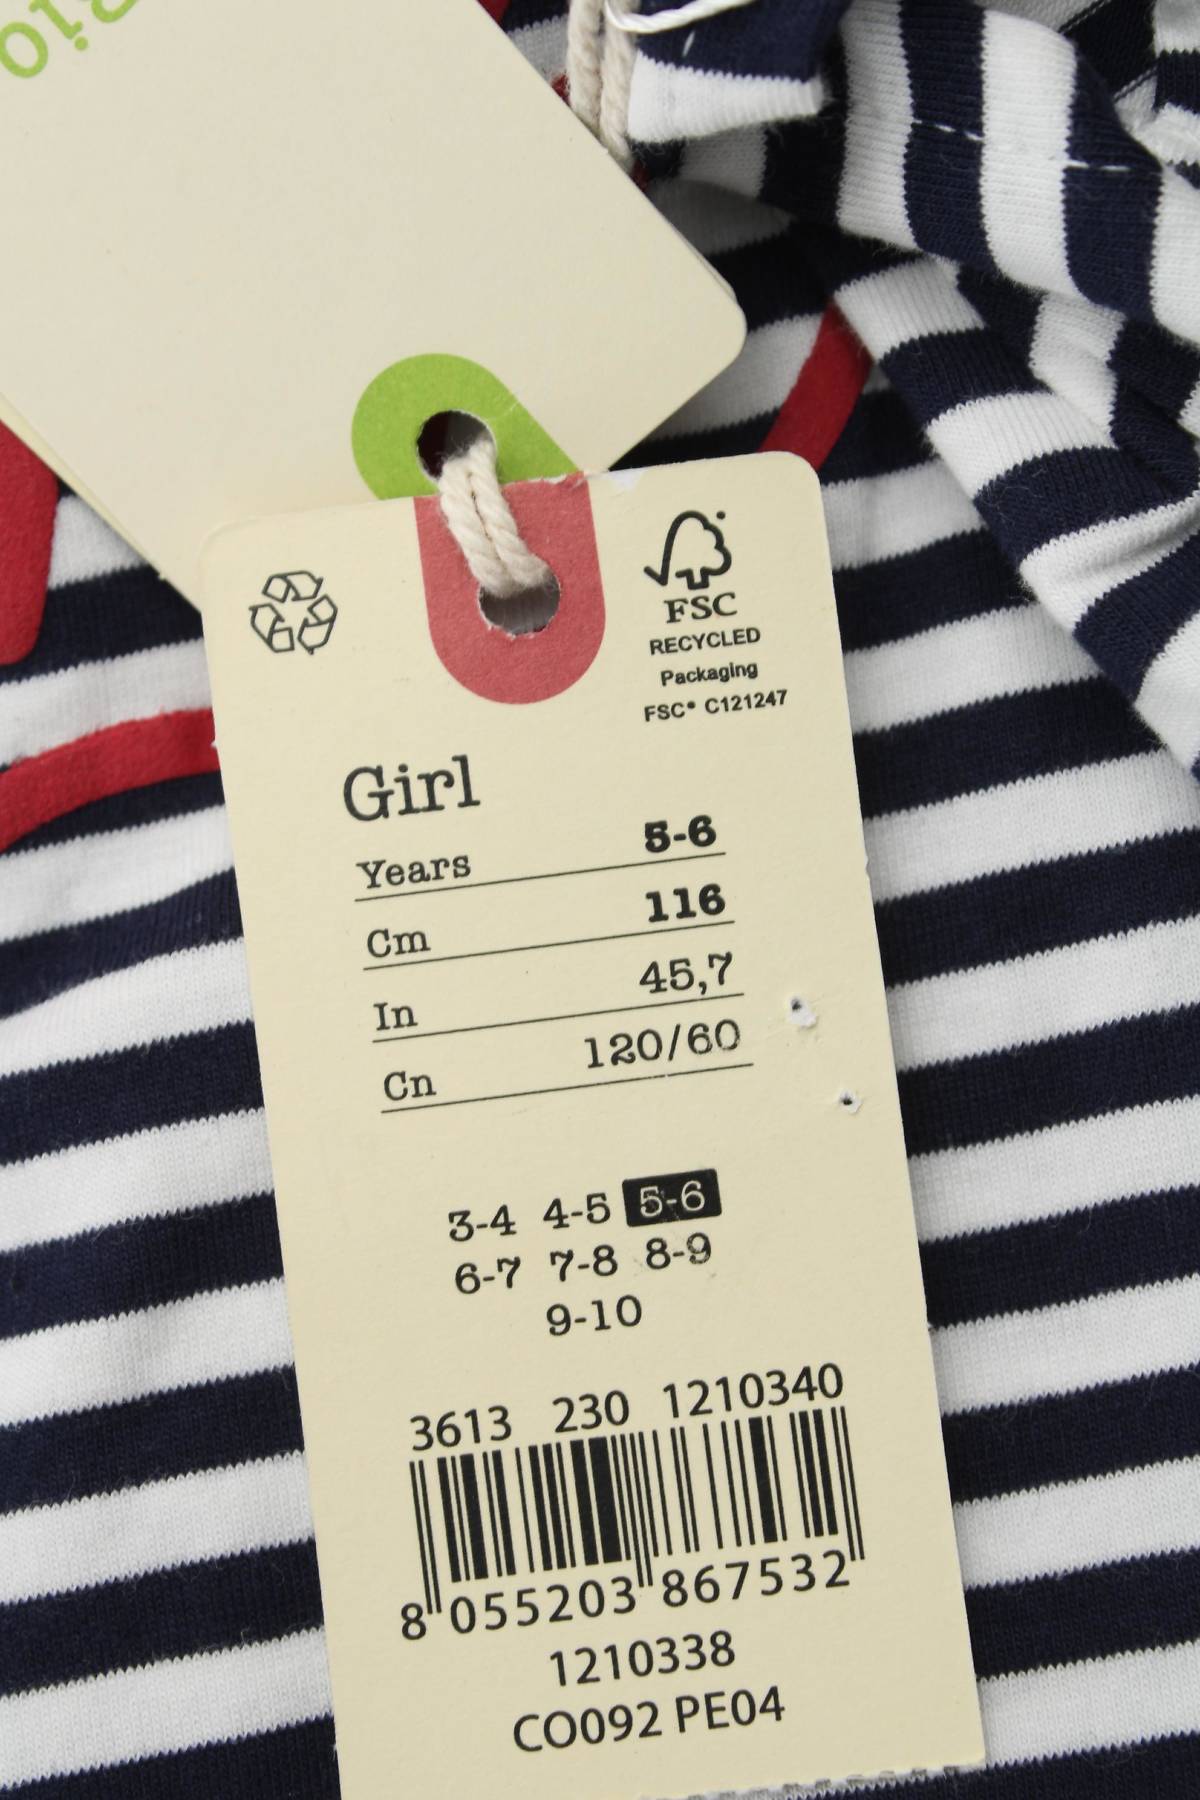 Bio
FSC
RECYCLED
Packaging
FSC® C121247
Girl
Years 5-6
Cm 116
In 45,7
Cn 120/60
3-4 4-5 5-6
6-7 7-8 8-9
9-10
3613 230 1210340
8 055203 867532
1210338
CO092 PE04